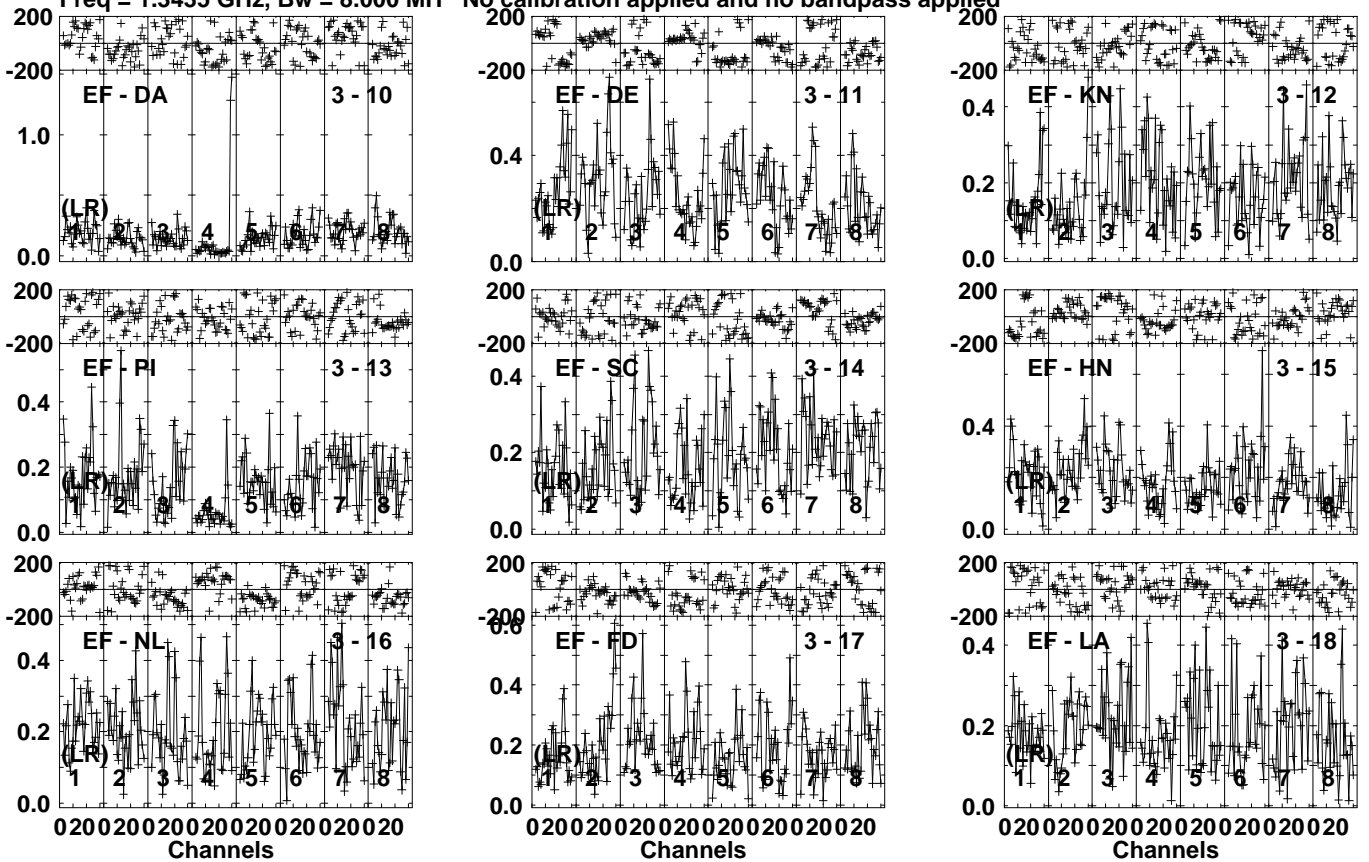 Freq = 1.3435 GHz, Bw = 8.000 MH No calibration applied and no bandpass applied
200 200 200
-200 -200 -200
EF - DA 3 - 10 EF - DE 3 - 11 EF - KN 3 - 12
1.0 0.4 0.4
0.2
(LR) (LR) (LR)
1 2 3 4 5 6 7 8 1 2 3 4 5 6 7 8 1 2 3 4 5 6 7 8
0.0 0.0 0.0
200 200 200
-200 -200 -200
EF - PI 3 - 13 EF - SC 3 - 14 EF - HN 3 - 15
0.4 0.4 0.4
0.2 0.2
(LR) (LR) (LR)
1 2 3 4 5 6 7 8 1 2 3 4 5 6 7 8 1 2 3 4 5 6 7 8
0.0 0.0 0.0
200 200 200
-200 -200 -200
0.6
EF - NL 3 - 16 EF - FD 3 - 17 EF - LA 3 - 18
0.4 0.4 0.4
0.2 0.2 0.2
(LR) (LR) (LR)
1 2 3 4 5 6 7 8 1 2 3 4 5 6 7 8 1 2 3 4 5 6 7 8
0.0 0.0 0.0
0 20 0 20 0 20 0 20 0 20 0 20 0 20 0 20 0 20 0 20 0 20 0 20 0 20 0 20 0 20 0 20 0 20 0 20 0 20 0 20 0 20 0 20 0 20 0 20
Channels Channels Channels